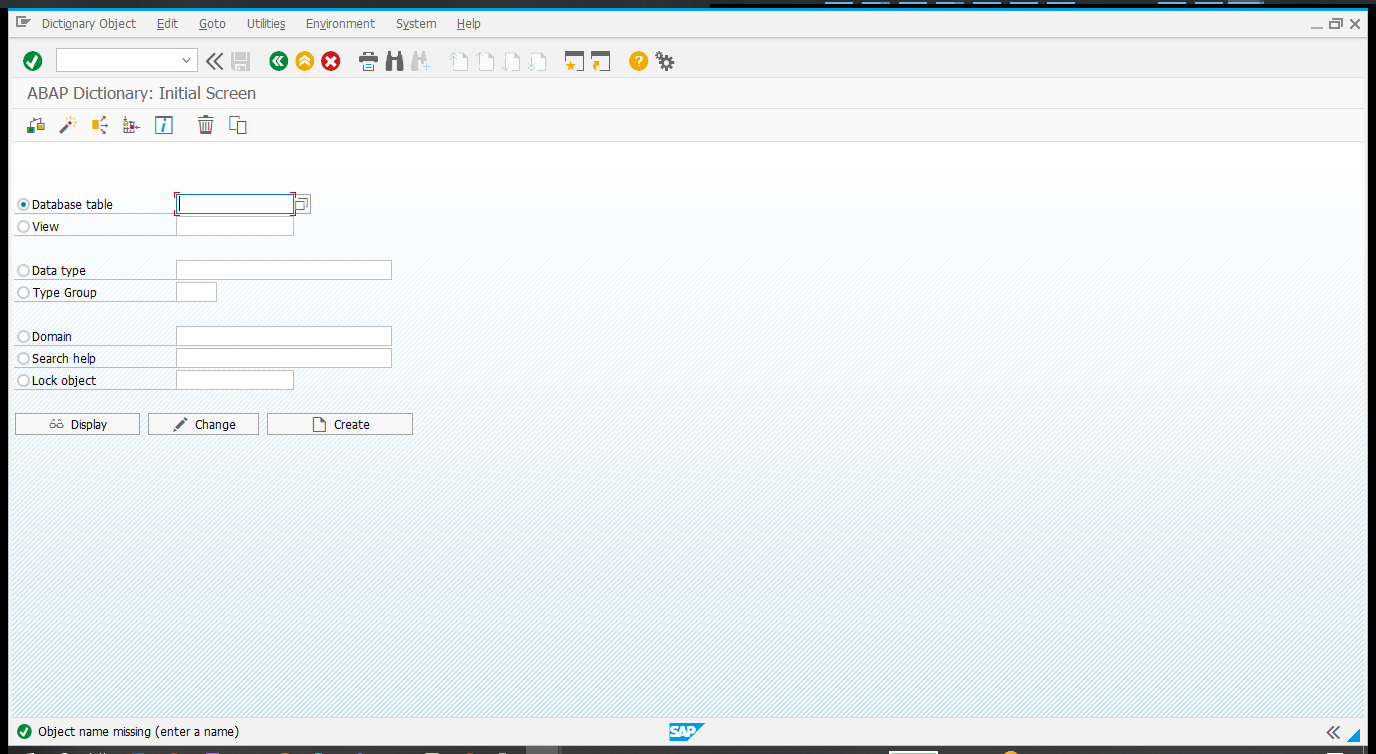 Dictionary Object Edit Goto Utilities Environment System Help
?
ABAP Dictionary: Initial Screen
i
Database table
View
Data type
Type Group
Domain
Search help
Lock object
Display Change Create
Object name missing (enter a name) SAP